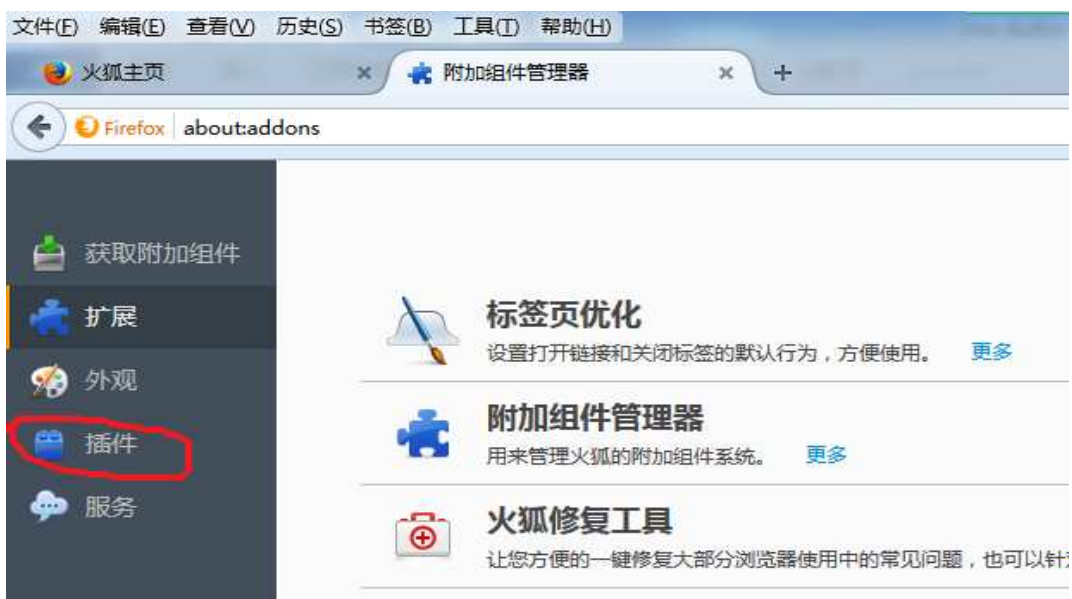 文件(F) 编辑(E) 查看(V) 历史(S) 书签(B) 工具(T) 帮助(H)
火狐主页 × 附加组件管理器 × +
Firefox about:addons
获取附加组件
扩展
外观
插件
服务
标签页优化
设置打开链接和关闭标签的默认行为，方便使用。 更多
附加组件管理器
用来管理火狐的附加组件系统。 更多
火狐修复工具
让您方便的一键修复大部分浏览器使用中的常见问题，也可以针